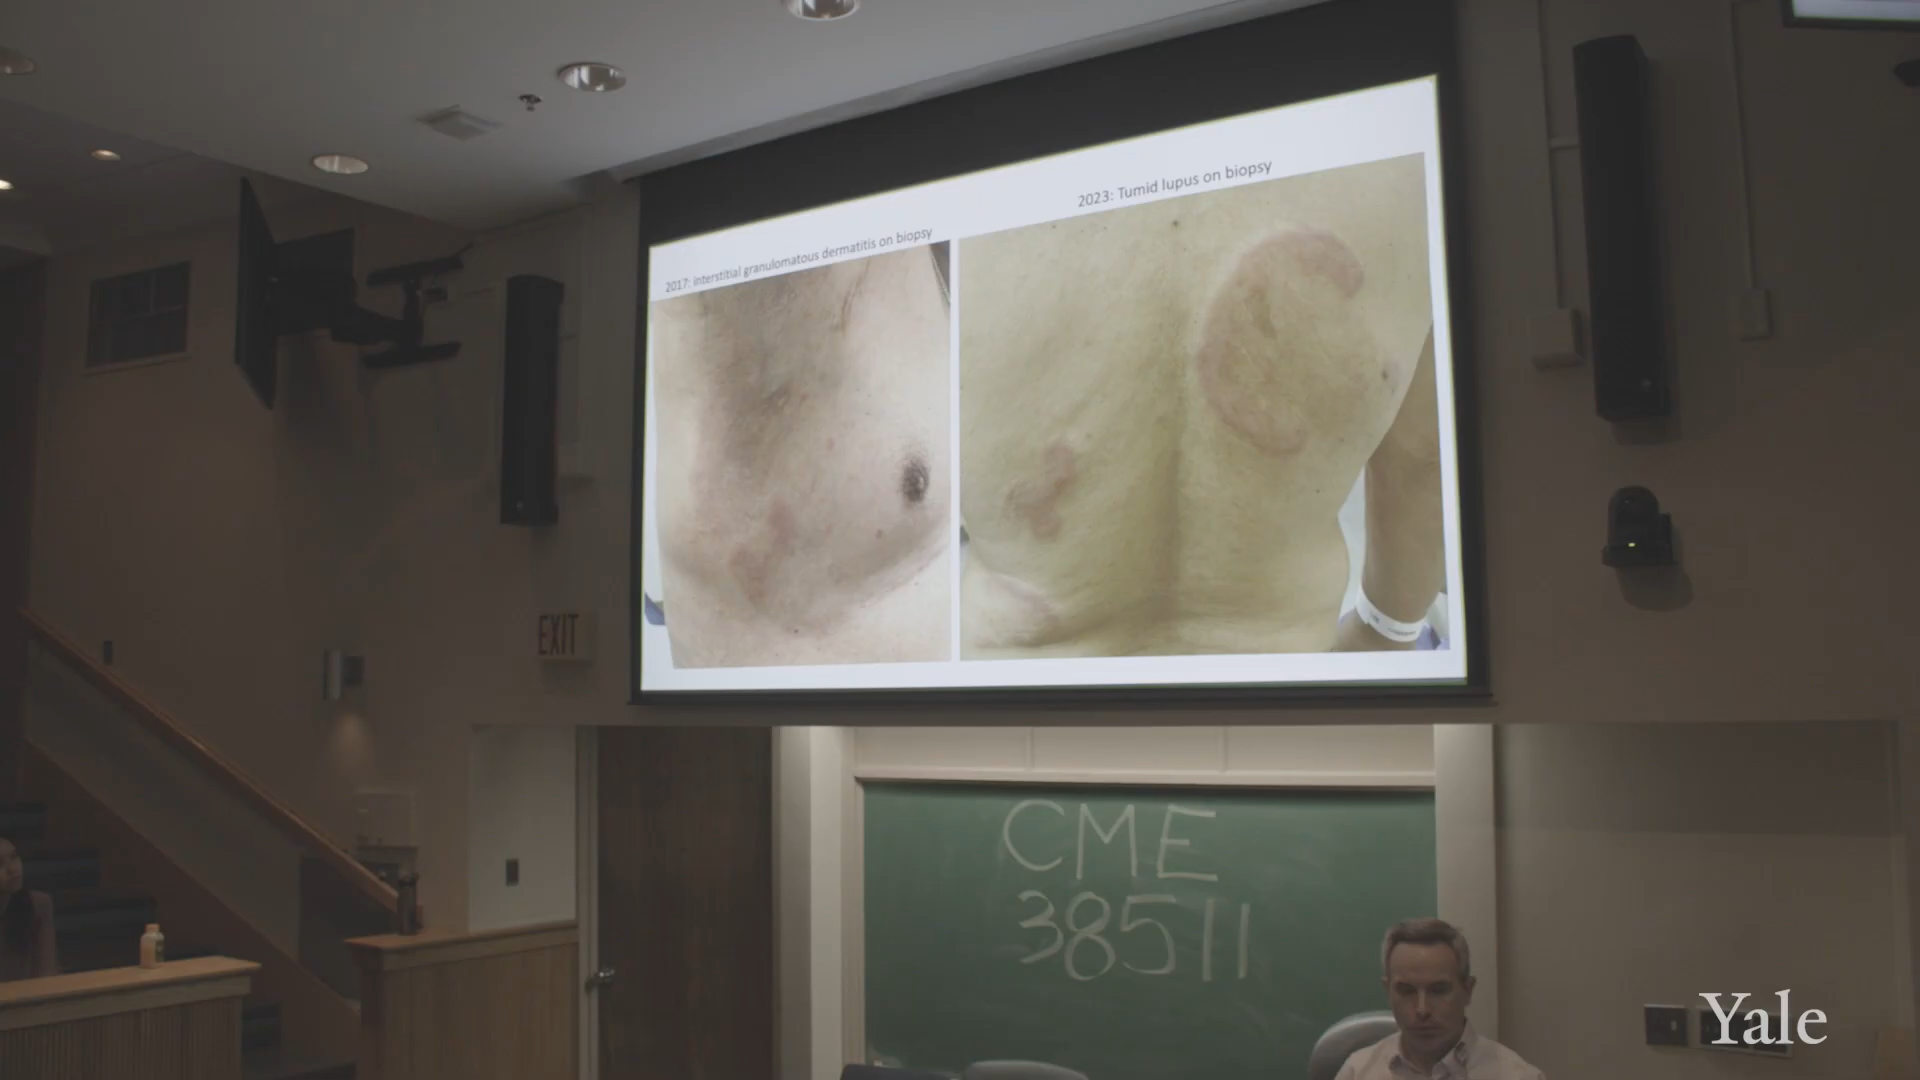 2017: interstitial granulomatous dermatitis on biopsy
2023: Tumid lupus on biopsy
EXIT
CME
38511
Yale